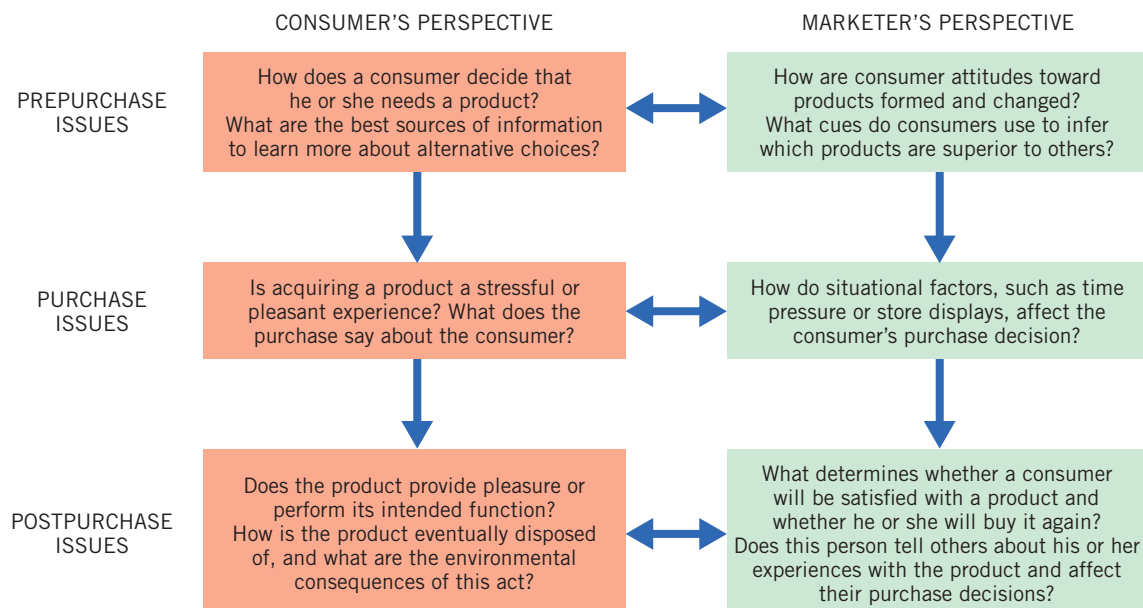 CONSUMER’S PERSPECTIVE
MARKETER’S PERSPECTIVE
PREPURCHASE
ISSUES
How does a consumer decide that
he or she needs a product?
What are the best sources of information
to learn more about alternative choices?
How are consumer attitudes toward
products formed and changed?
What cues do consumers use to infer
which products are superior to others?
PURCHASE
ISSUES
Is acquiring a product a stressful or
pleasant experience? What does the
purchase say about the consumer?
How do situational factors, such as time
pressure or store displays, affect the
consumer’s purchase decision?
POSTPURCHASE
ISSUES
Does the product provide pleasure or
perform its intended function?
How is the product eventually disposed
of, and what are the environmental
consequences of this act?
What determines whether a consumer
will be satisfied with a product and
whether he or she will buy it again?
Does this person tell others about his or her
experiences with the product and affect
their purchase decisions?